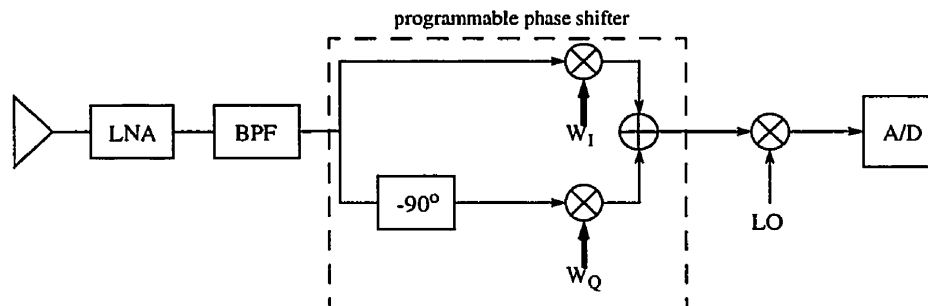 programmable phase shifter
LNA
BPF
W_I
A/D
-90°
LO
W_Q